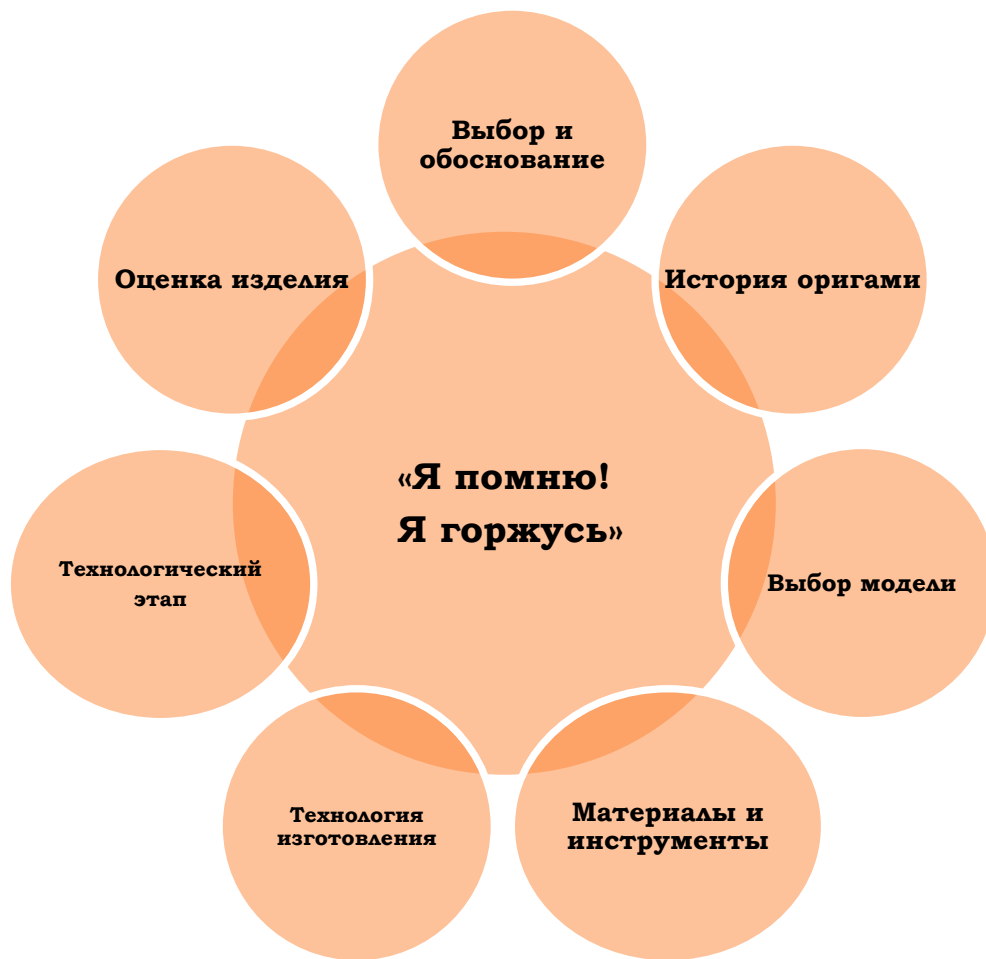 Выбор и
обоснование
История оригами
Выбор модели
Материалы и
инструменты
Технология
изготовления
Технологический
этап
Оценка изделия
«Я помню!
Я горжусь»